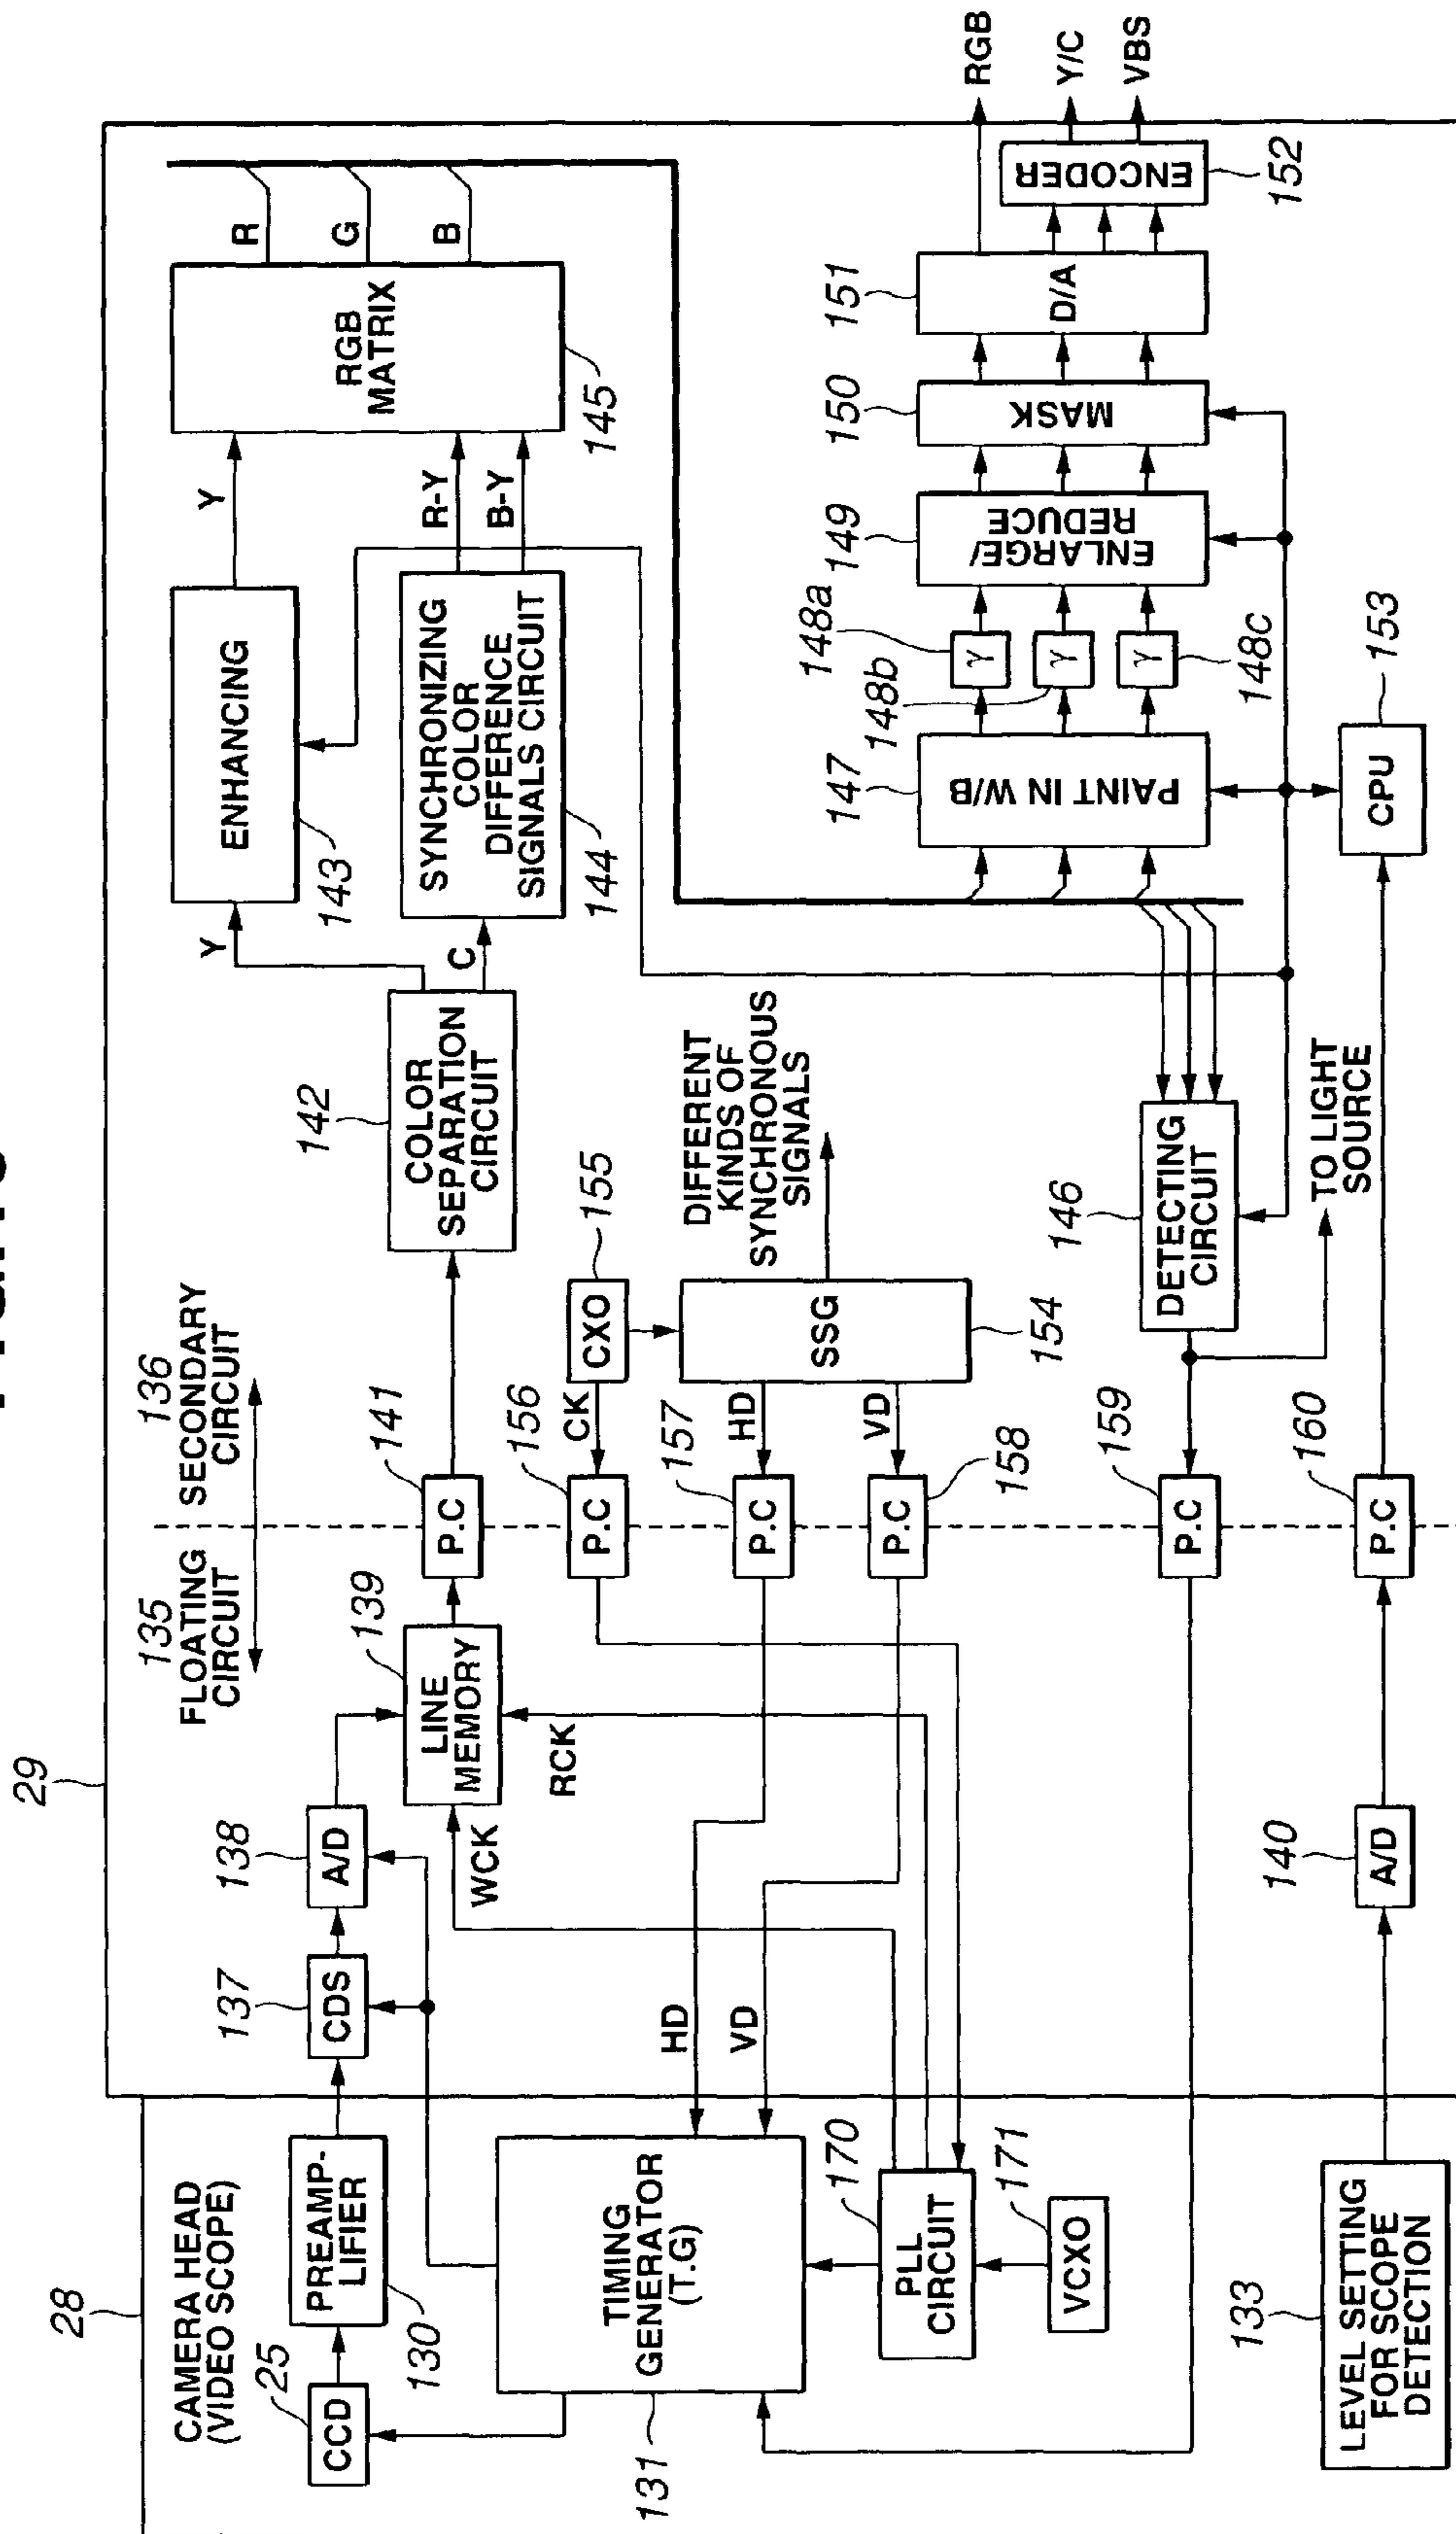 28
CAMERA HEAD
(VIDEO SCOPE)
25
CCD
PREAMP-
LIFIER
130
131
TIMING
GENERATOR
(T.G)
170
PLL
CIRCUIT
171
VCXO
133
LEVEL SETTING
FOR SCOPE
DETECTION
29
135
FLOATING
CIRCUIT
136
SECONDARY
CIRCUIT
137
CDS
138
A/D
139
LINE
MEMORY
WCK
RCK
HD
VD
140
A/D
141
P.C
156
P.C
CK
157
P.C
HD
158
P.C
VD
159
P.C
160
P.C
155
CXO
SSG
154
DIFFERENT
KINDS OF
SYNCHRONOUS
SIGNALS
142
COLOR
SEPARATION
CIRCUIT
Y
C
ENHANCING
143
SYNCHRONIZING
COLOR
DIFFERENCE
SIGNALS CIRCUIT
144
Y
R-Y
B-Y
RGB
MATRIX
145
R
G
B
146
DETECTING
CIRCUIT
TO LIGHT
SOURCE
147
PAINT IN W/B
148a
γ
148b
γ
148c
γ
149
ENLARGE/
REDUCE
150
MASK
151
D/A
ENCODER
152
RGB
Y/C
VBS
153
CPU